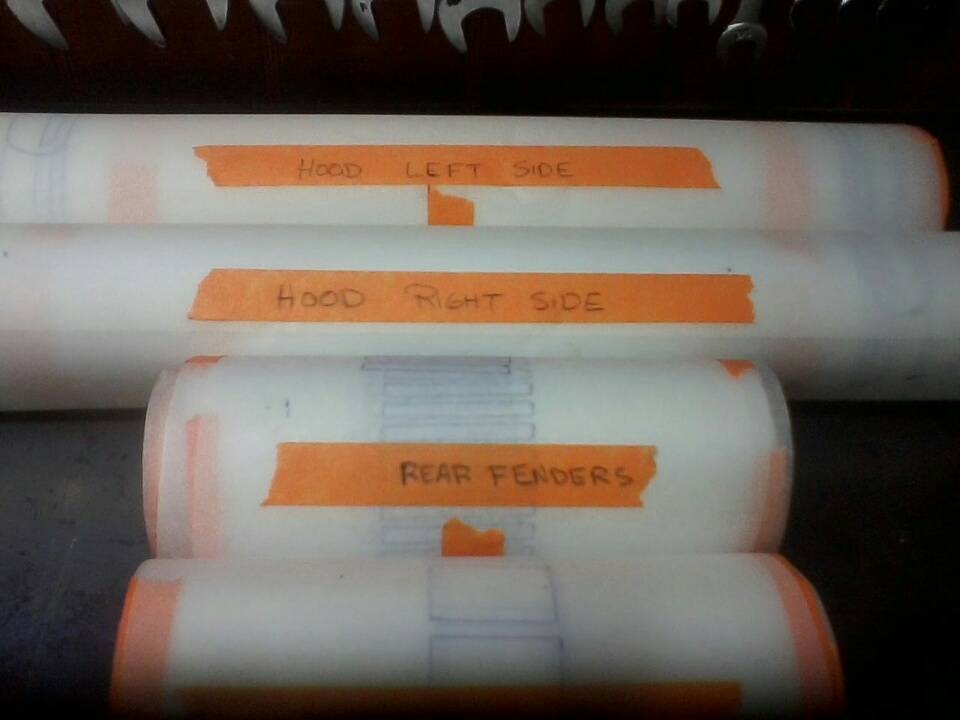 HOOD LEFT SIDE
HOOD RIGHT SIDE
REAR FENDERS